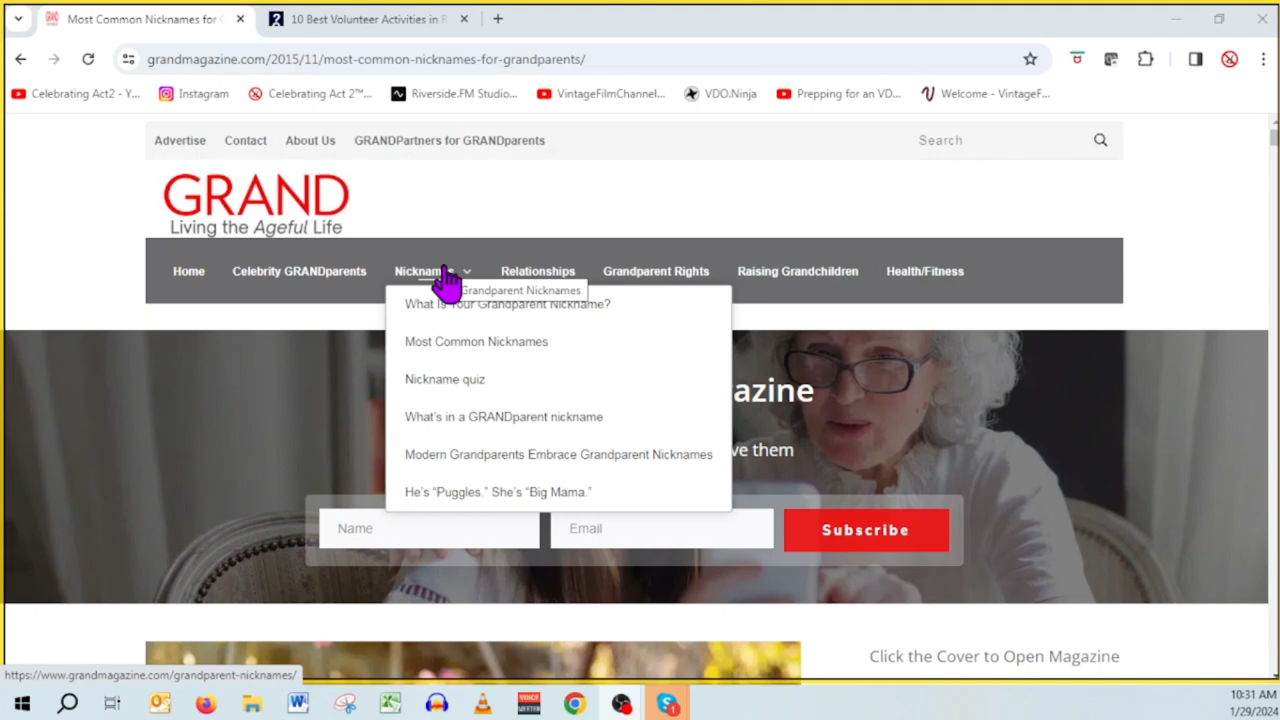 Most Common Nicknames for
10 Best Volunteer Activities in
grandmagazine.com/2015/11/most-common-nicknames-for-grandparents/
Celebrating Act2 - Y... Instagram Celebrating Act 2™... Riverside.FM Studio... VintageFilmChannel... VDO.Ninja Prepping for an VD... Welcome - VintageF...
Advertise Contact About Us GRANDPartners for GRANDparents Search
GRAND
Living the Ageful Life
Home Celebrity GRANDparents Nicknames Relationships Grandparent Rights Raising Grandchildren Health/Fitness
Grandparent Nicknames
What Is Your Grandparent Nickname?
Most Common Nicknames
Nickname quiz
azine
What's in a GRANDparent nickname
Modern Grandparents Embrace Grandparent Nicknames
ve them
He's “Puggles.” She's “Big Mama.”
Name Email Subscribe
Click the Cover to Open Magazine
https://www.grandmagazine.com/grandparent-nicknames/
VOICE
MEETER
1
10:31 AM
1/29/2024